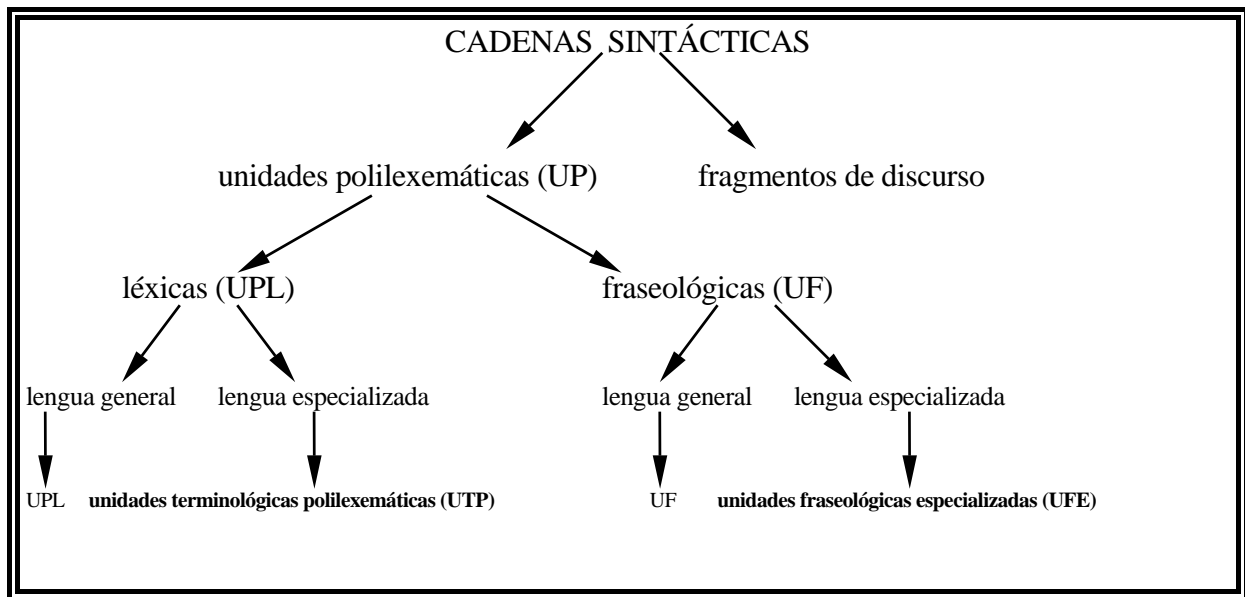 CADENAS SINTÁCTICAS
unidades polilexemáticas (UP) fragmentos de discurso
léxicas (UPL) fraseológicas (UF)
lengua general lengua especializada lengua general lengua especializada
UPL unidades terminológicas polilexemáticas (UTP) UF unidades fraseológicas especializadas (UFE)